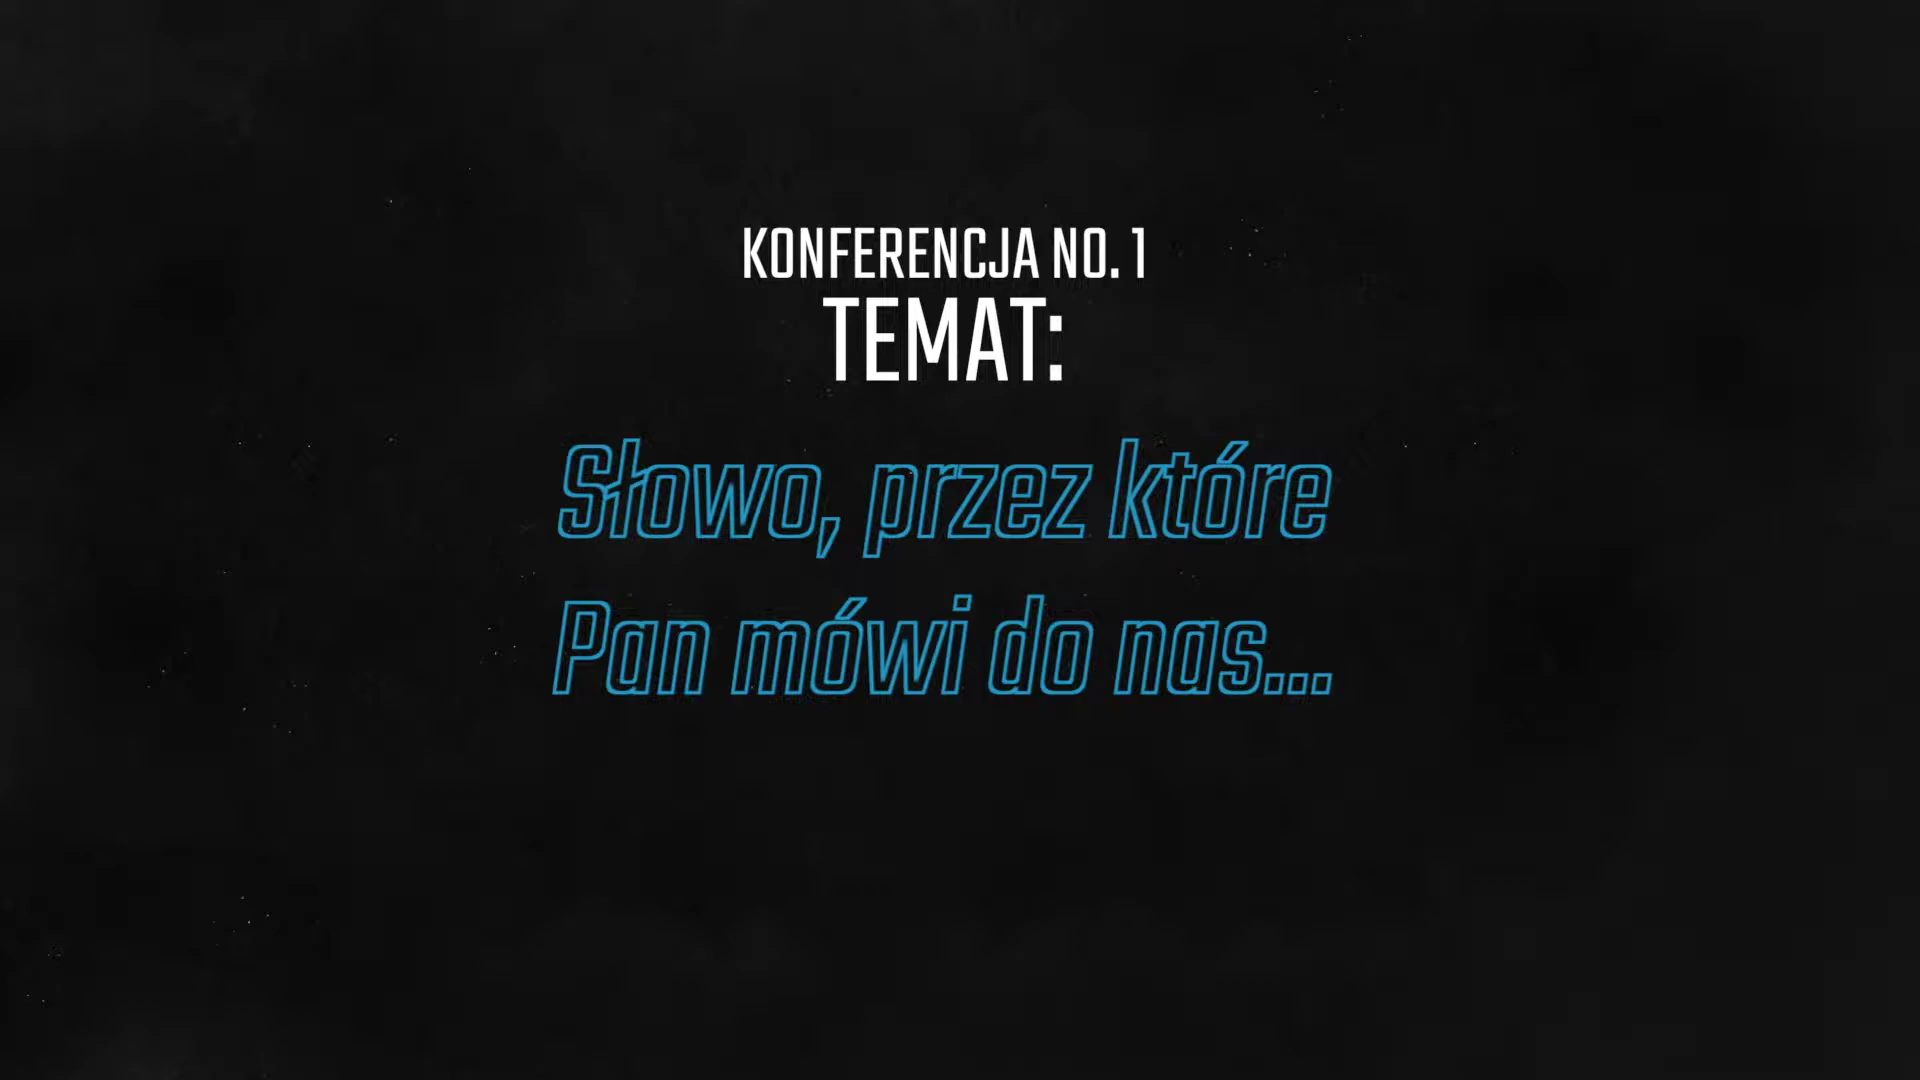 KONFERENCJA NO. 1
TEMAT:
Słowo, przez które
Pan mówi do nas...